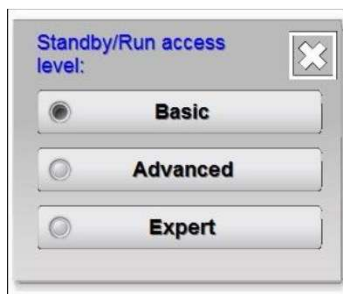 Standby/Run access
level:
Basic
Advanced
Expert